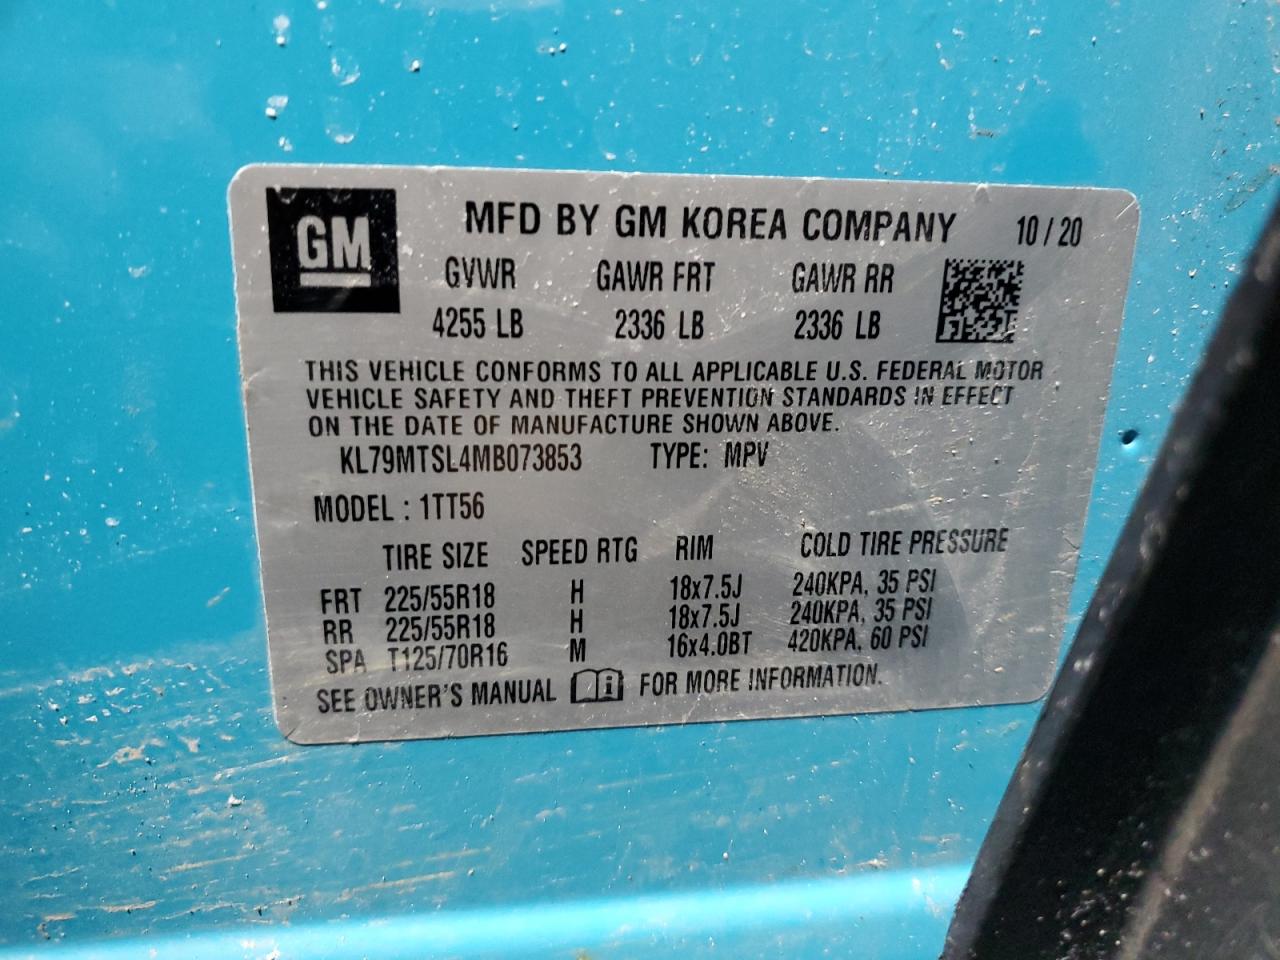 GM
MFD BY GM KOREA COMPANY 10/20
GVWR GAWR FRT GAWR RR
4255 LB 2336 LB 2336 LB
THIS VEHICLE CONFORMS TO ALL APPLICABLE U.S. FEDERAL MOTOR
VEHICLE SAFETY AND THEFT PREVENTION STANDARDS IN EFFECT
ON THE DATE OF MANUFACTURE SHOWN ABOVE.
KL79MTSL4MB073853 TYPE: MPV
MODEL : 1TT56
TIRE SIZE SPEED RTG RIM COLD TIRE PRESSURE
FRT 225/55R18 H 18x7.5J 240KPA, 35 PSI
RR 225/55R18 H 18x7.5J 240KPA, 35 PSI
SPA T125/70R16 M 16x4.0BT 420KPA, 60 PSI
SEE OWNER'S MANUAL i FOR MORE INFORMATION.